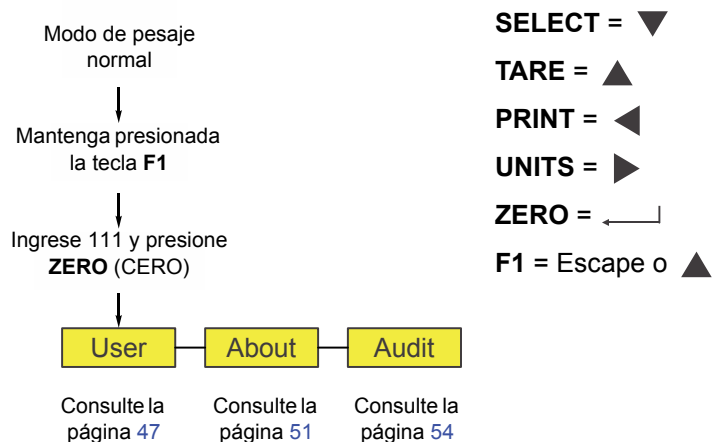 Modo de pesaje
normal
Mantenga presionada
la tecla F1
Ingrese 111 y presione
ZERO (CERO)
User
About
Audit
Consulte la
página 47
Consulte la
página 51
Consulte la
página 54
SELECT = ▼
TARE = ▲
PRINT = ◀
UNITS = ▶
ZERO = ↵
F1 = Escape o ▲